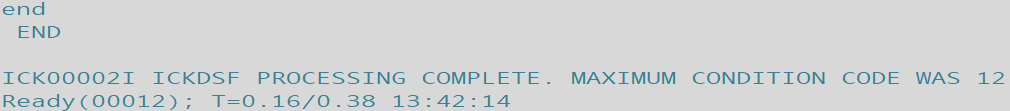 end
END
ICK00002I ICKDSF PROCESSING COMPLETE. MAXIMUM CONDITION CODE WAS 12
Ready(00012); T=0.16/0.38 13:42:14